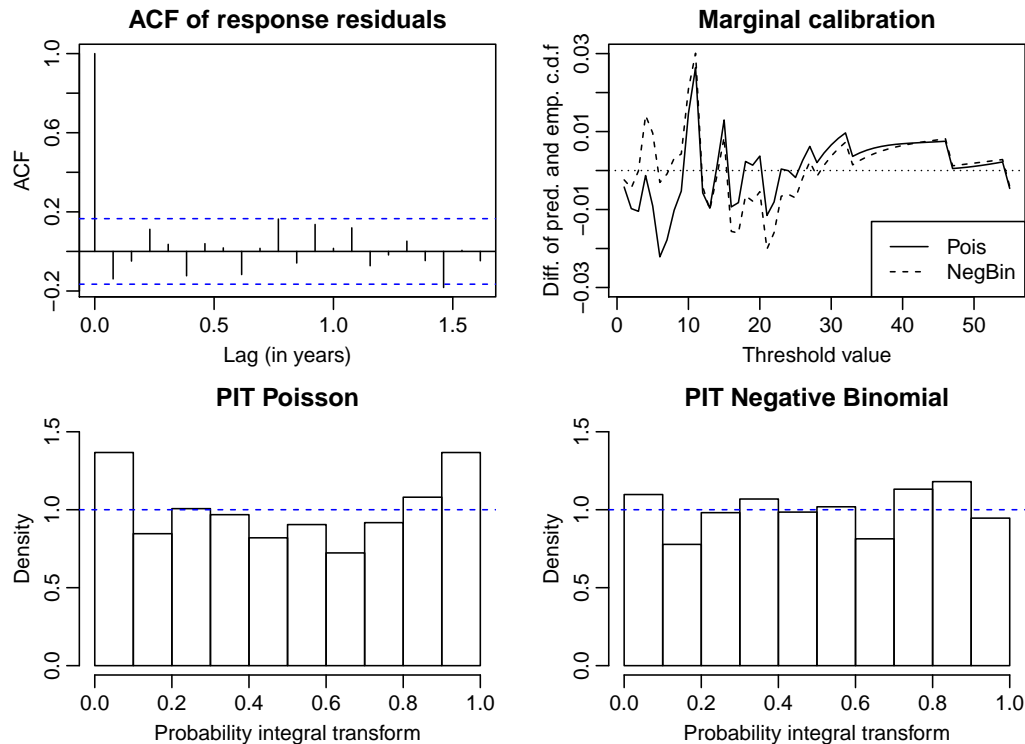 ACF of response residuals
ACF
−0.2
0.2
1.0
0.0
0.5
1.0
1.5
Lag (in years)
Marginal calibration
Diff. of pred. and emp. c.d.f
−0.03
−0.01
0.01
0.03
Pois
NegBin
0
10
20
30
40
50
Threshold value
PIT Poisson
Density
0.0
0.5
1.0
1.5
0.0
0.2
0.4
0.6
0.8
1.0
Probability integral transform
PIT Negative Binomial
Density
0.0
0.5
1.0
1.5
0.0
0.2
0.4
0.6
0.8
1.0
Probability integral transform